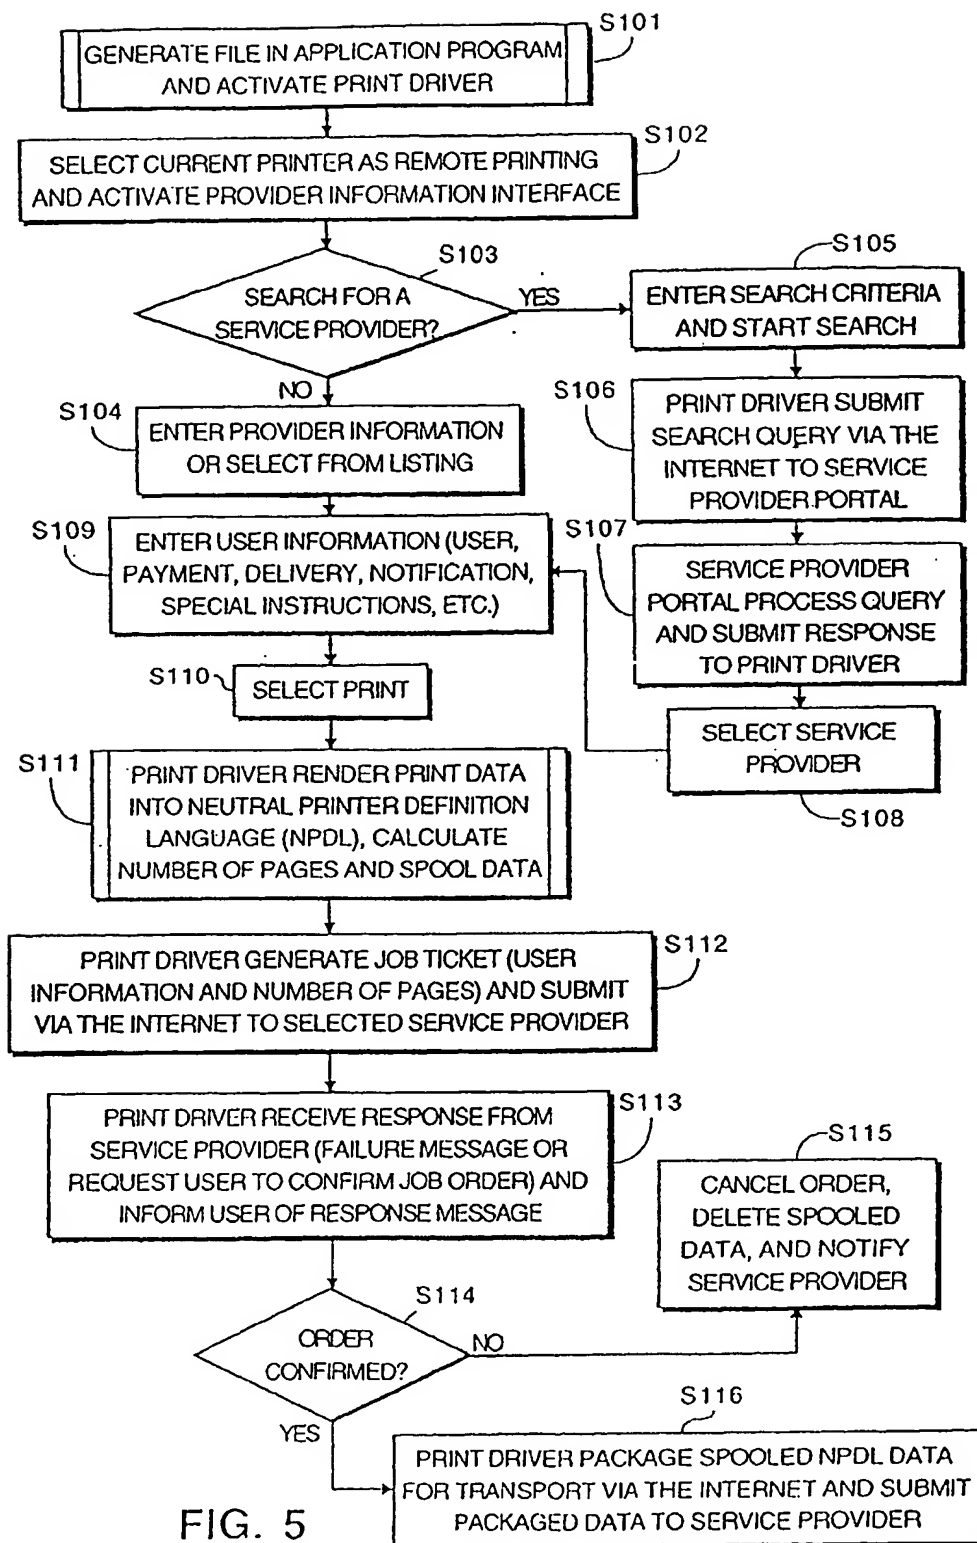 S101
GENERATE FILE IN APPLICATION PROGRAM
AND ACTIVATE PRINT DRIVER
S102
SELECT CURRENT PRINTER AS REMOTE PRINTING
AND ACTIVATE PROVIDER INFORMATION INTERFACE
S103
SEARCH FOR A
SERVICE PROVIDER?
YES
NO
S105
ENTER SEARCH CRITERIA
AND START SEARCH
S104
ENTER PROVIDER INFORMATION
OR SELECT FROM LISTING
S106
PRINT DRIVER SUBMIT
SEARCH QUERY VIA THE
INTERNET TO SERVICE
PROVIDER PORTAL
S107
SERVICE PROVIDER
PORTAL PROCESS QUERY
AND SUBMIT RESPONSE
TO PRINT DRIVER
SELECT SERVICE
PROVIDER
S108
S109
ENTER USER INFORMATION (USER,
PAYMENT, DELIVERY, NOTIFICATION,
SPECIAL INSTRUCTIONS, ETC.)
S110
SELECT PRINT
S111
PRINT DRIVER RENDER PRINT DATA
INTO NEUTRAL PRINTER DEFINITION
LANGUAGE (NPDL), CALCULATE
NUMBER OF PAGES AND SPOOL DATA
S112
PRINT DRIVER GENERATE JOB TICKET (USER
INFORMATION AND NUMBER OF PAGES) AND SUBMIT
VIA THE INTERNET TO SELECTED SERVICE PROVIDER
S113
PRINT DRIVER RECEIVE RESPONSE FROM
SERVICE PROVIDER (FAILURE MESSAGE OR
REQUEST USER TO CONFIRM JOB ORDER) AND
INFORM USER OF RESPONSE MESSAGE
S114
ORDER
CONFIRMED?
NO
YES
S115
CANCEL ORDER,
DELETE SPOOLED
DATA, AND NOTIFY
SERVICE PROVIDER
S116
PRINT DRIVER PACKAGE SPOOLED NPDL DATA
FOR TRANSPORT VIA THE INTERNET AND SUBMIT
PACKAGED DATA TO SERVICE PROVIDER
FIG. 5